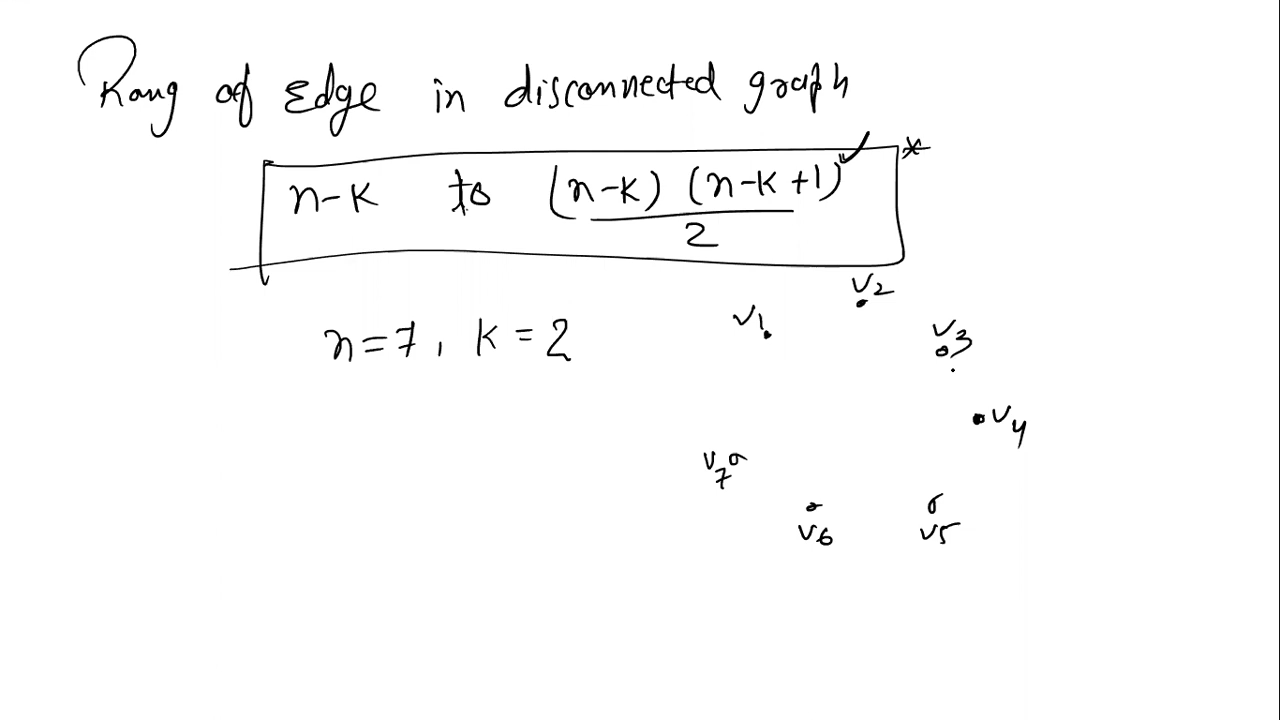 Rang of Edge in disconnected graph
n-k to (n-k) (n-k+1) *
2
n=7, k=2
v1
v2
v3
v4
v7
v6
v5